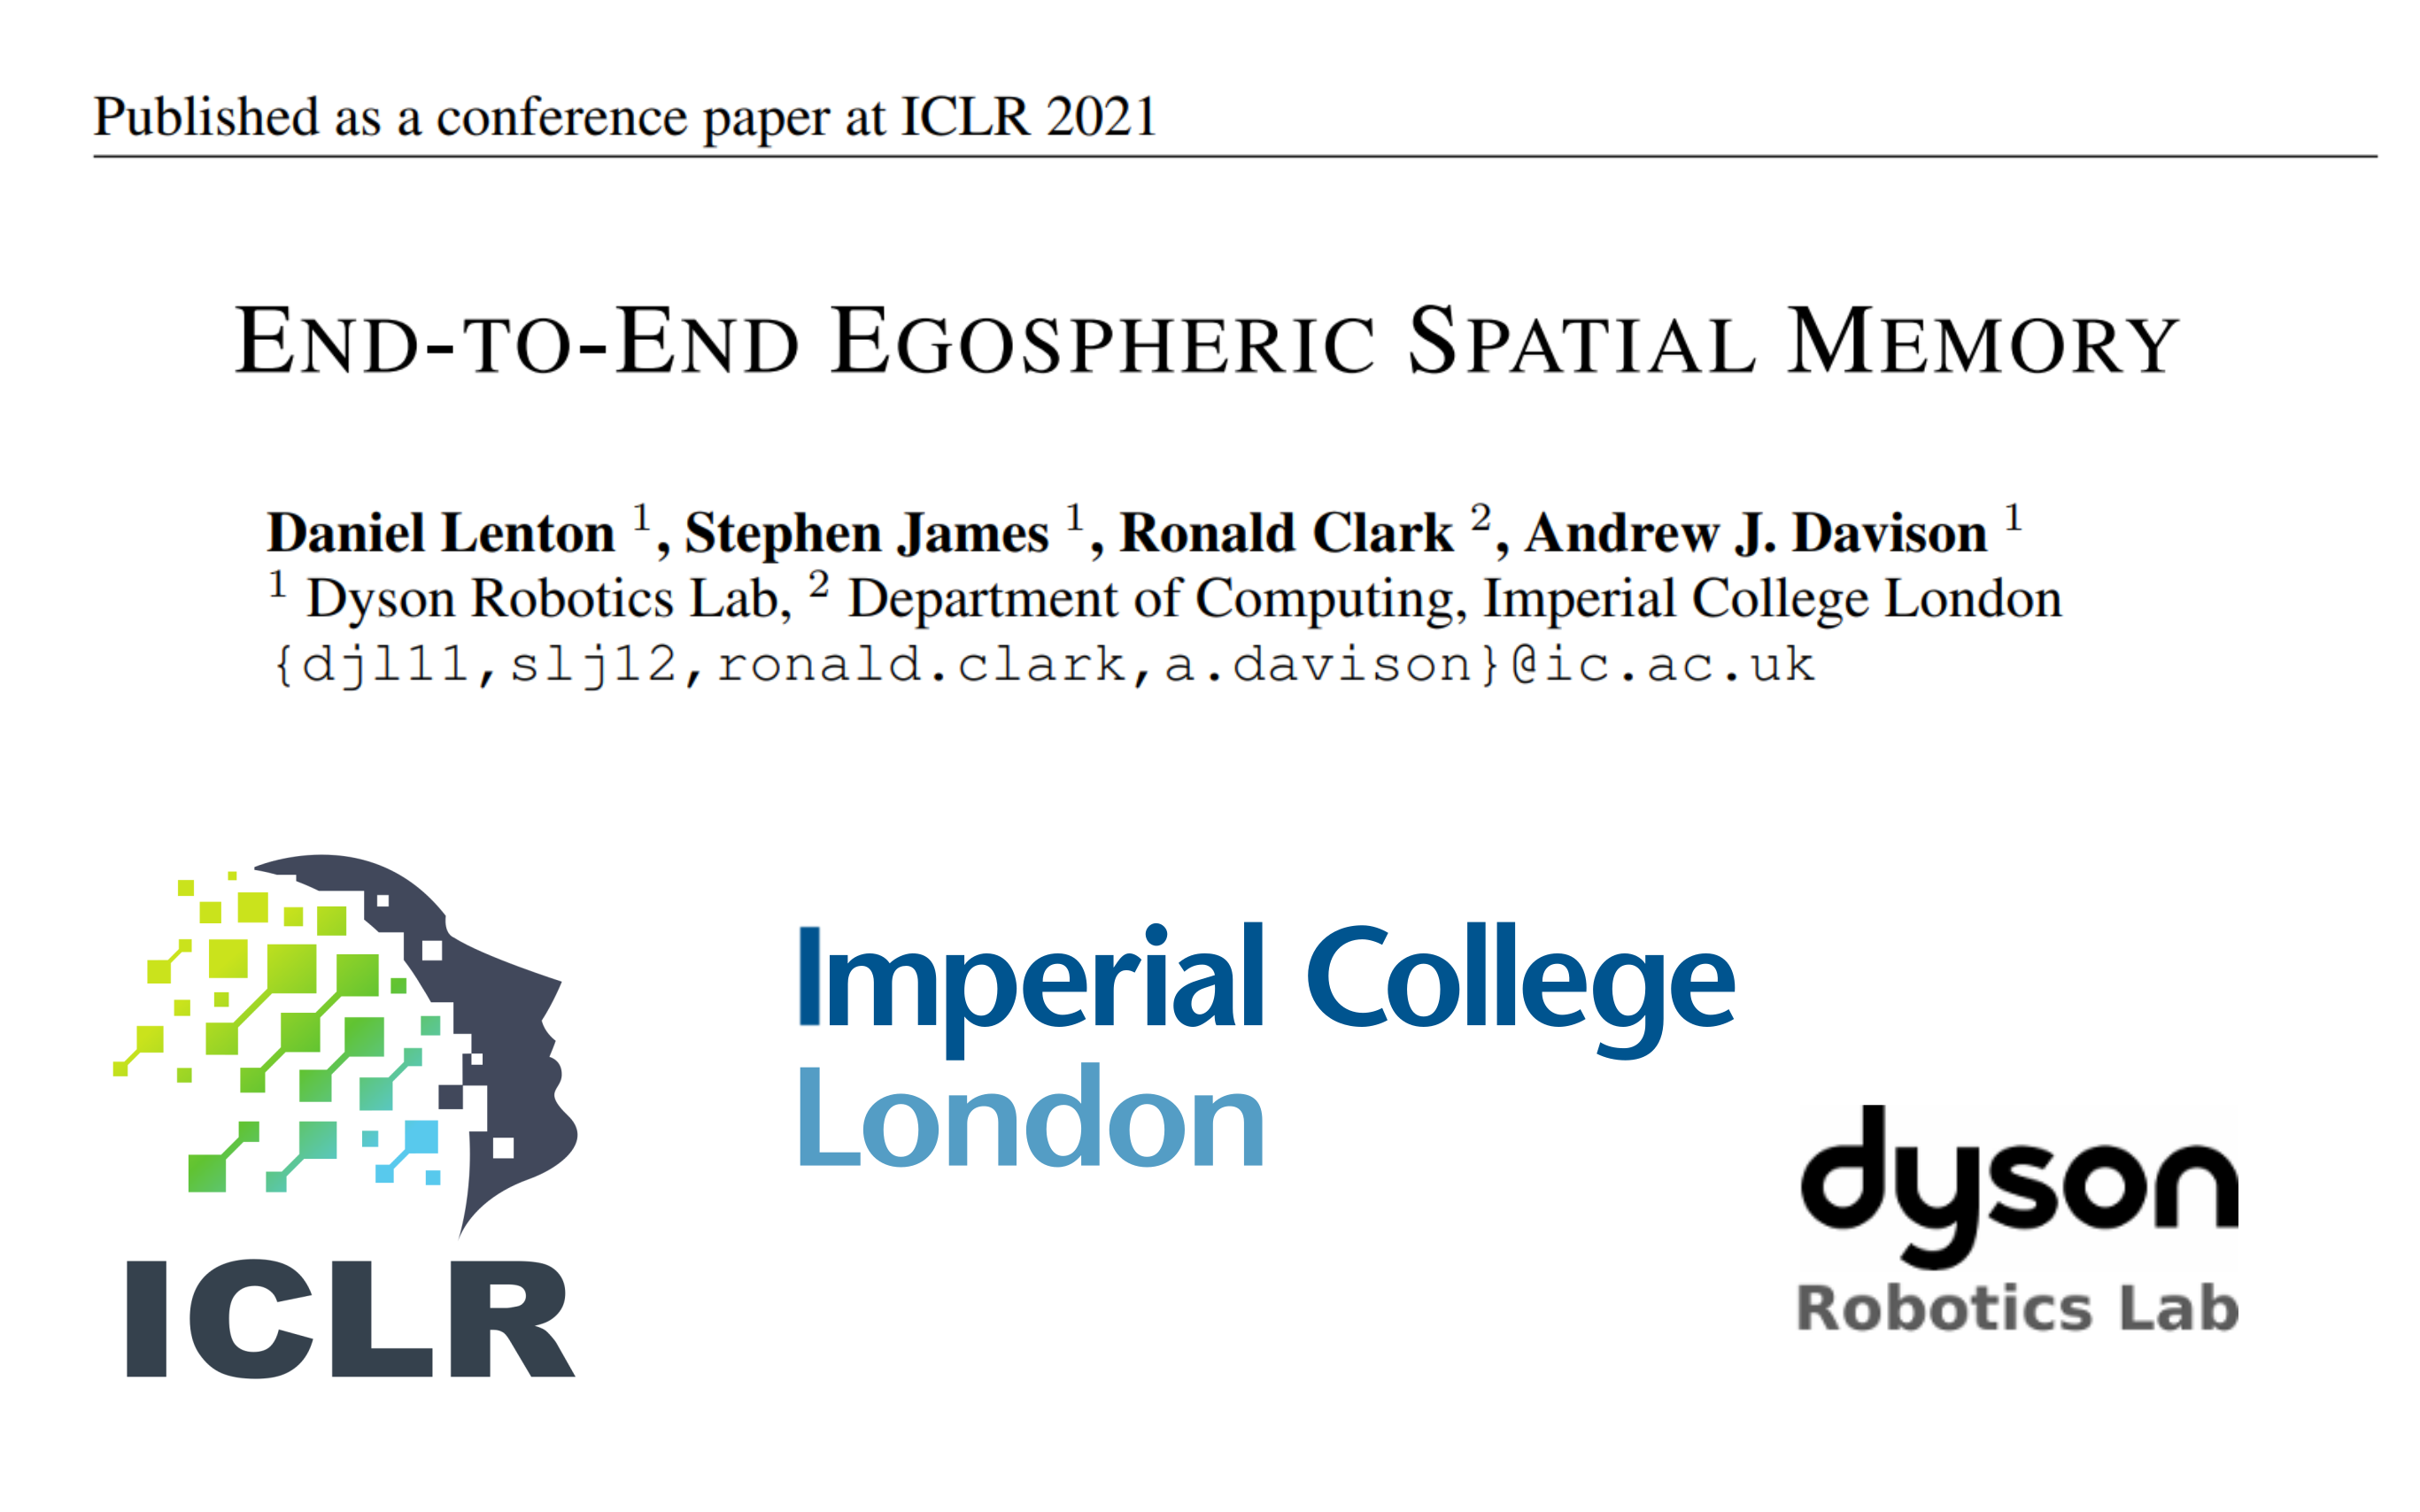 Published as a conference paper at ICLR 2021
END-TO-END EGOSPHERIC SPATIAL MEMORY
Daniel Lenton 1, Stephen James 1, Ronald Clark 2, Andrew J. Davison 1
1 Dyson Robotics Lab, 2 Department of Computing, Imperial College London
{djl11,slj12,ronald.clark,a.davison}@ic.ac.uk
ICLR
Imperial College
London
dyson
Robotics Lab